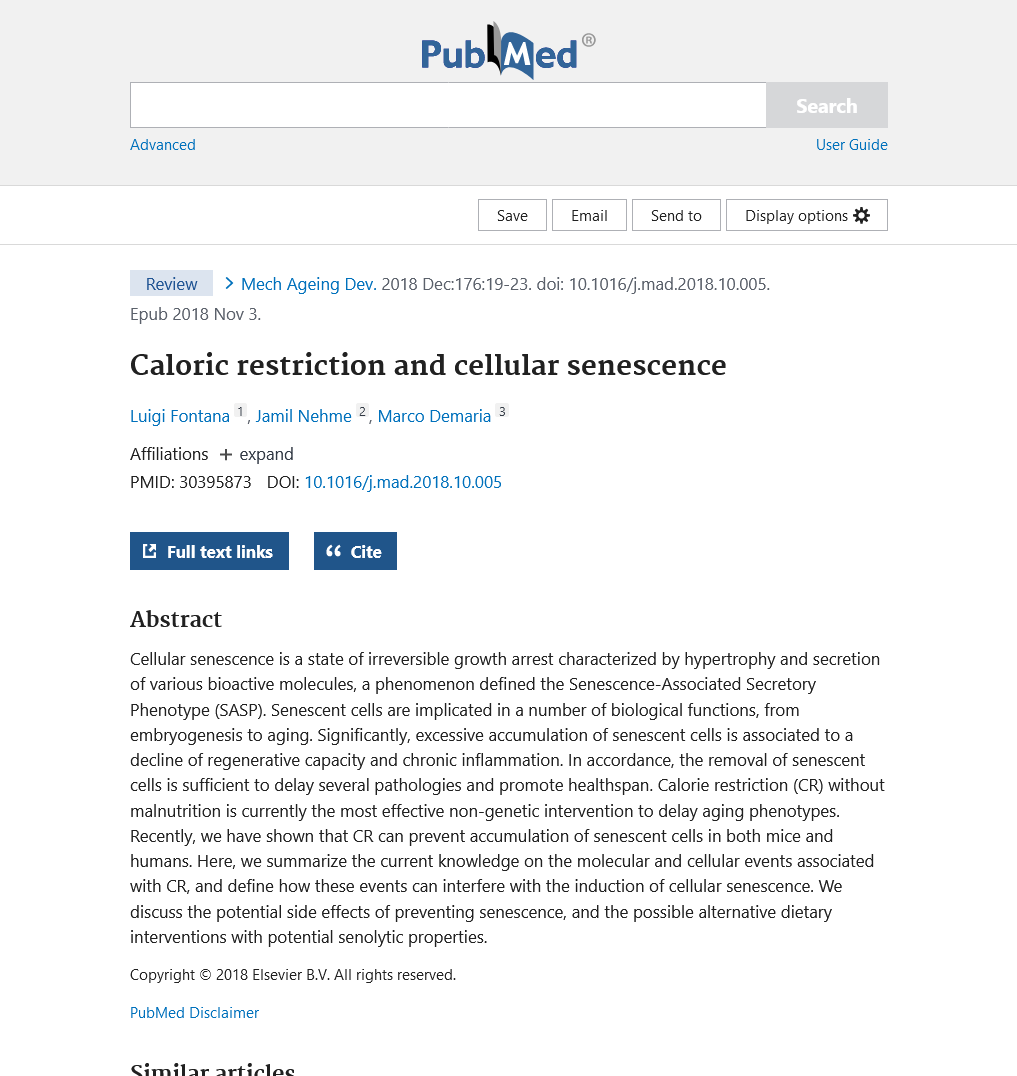 PubMed®
Search
Advanced
User Guide
Save
Email
Send to
Display options
Review
Mech Ageing Dev. 2018 Dec:176:19-23. doi: 10.1016/j.mad.2018.10.005.
Epub 2018 Nov 3.
Caloric restriction and cellular senescence
Luigi Fontana 1, Jamil Nehme 2, Marco Demaria 3
Affiliations + expand
PMID: 30395873 DOI: 10.1016/j.mad.2018.10.005
Full text links
Cite
Abstract
Cellular senescence is a state of irreversible growth arrest characterized by hypertrophy and secretion
of various bioactive molecules, a phenomenon defined the Senescence-Associated Secretory
Phenotype (SASP). Senescent cells are implicated in a number of biological functions, from
embryogenesis to aging. Significantly, excessive accumulation of senescent cells is associated to a
decline of regenerative capacity and chronic inflammation. In accordance, the removal of senescent
cells is sufficient to delay several pathologies and promote healthspan. Calorie restriction (CR) without
malnutrition is currently the most effective non-genetic intervention to delay aging phenotypes.
Recently, we have shown that CR can prevent accumulation of senescent cells in both mice and
humans. Here, we summarize the current knowledge on the molecular and cellular events associated
with CR, and define how these events can interfere with the induction of cellular senescence. We
discuss the potential side effects of preventing senescence, and the possible alternative dietary
interventions with potential senolytic properties.
Copyright © 2018 Elsevier B.V. All rights reserved.
PubMed Disclaimer
Similar articles